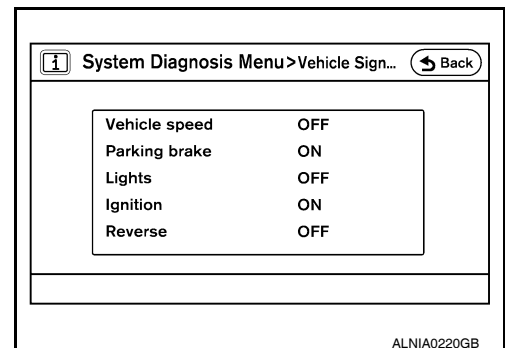 i System Diagnosis Menu>Vehicle Sign... Back
Vehicle speed OFF
Parking brake ON
Lights OFF
Ignition ON
Reverse OFF
ALNIA0220GB